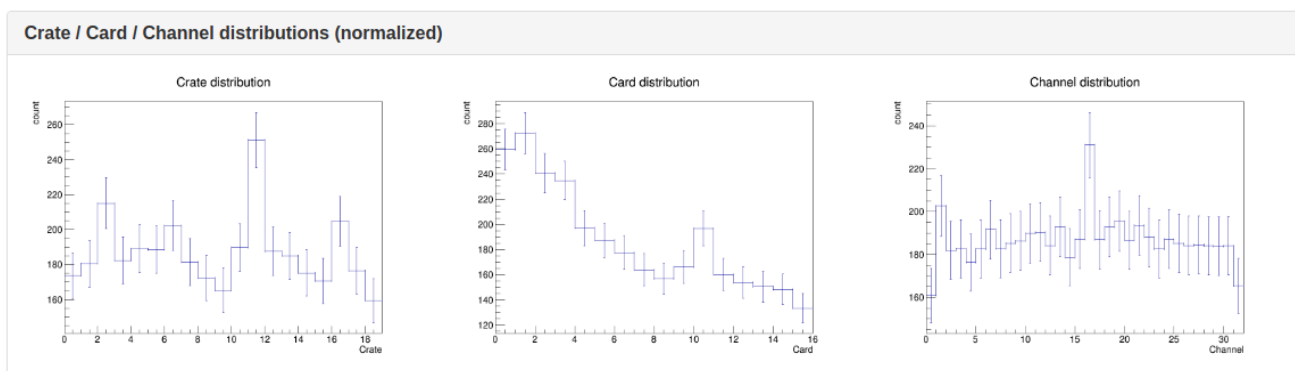 Crate / Card / Channel distributions (normalized)
Crate distribution
count
260
240
220
200
180
160
0 2 4 6 8 10 12 14 16 18
Crate
Card distribution
count
280
260
240
220
200
180
160
140
120
0 2 4 6 8 10 12 14 16
Card
Channel distribution
count
240
220
200
180
160
0 5 10 15 20 25 30
Channel